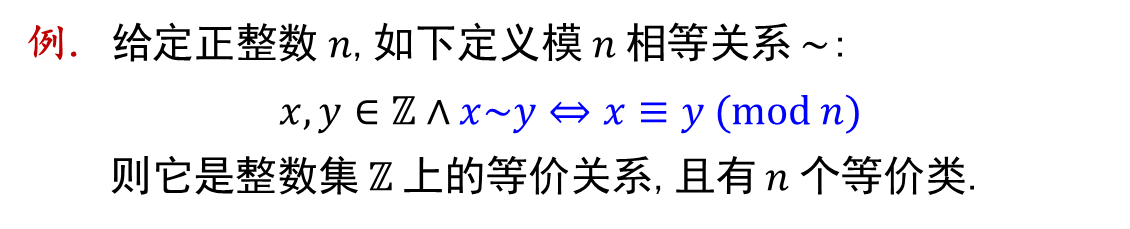 例. 给定正整数 n, 如下定义模 n 相等关系 ~:
x, y ∈ ℤ ∧ x~y ⇔ x ≡ y (mod n)
则它是整数集 ℤ 上的等价关系, 且有 n 个等价类.